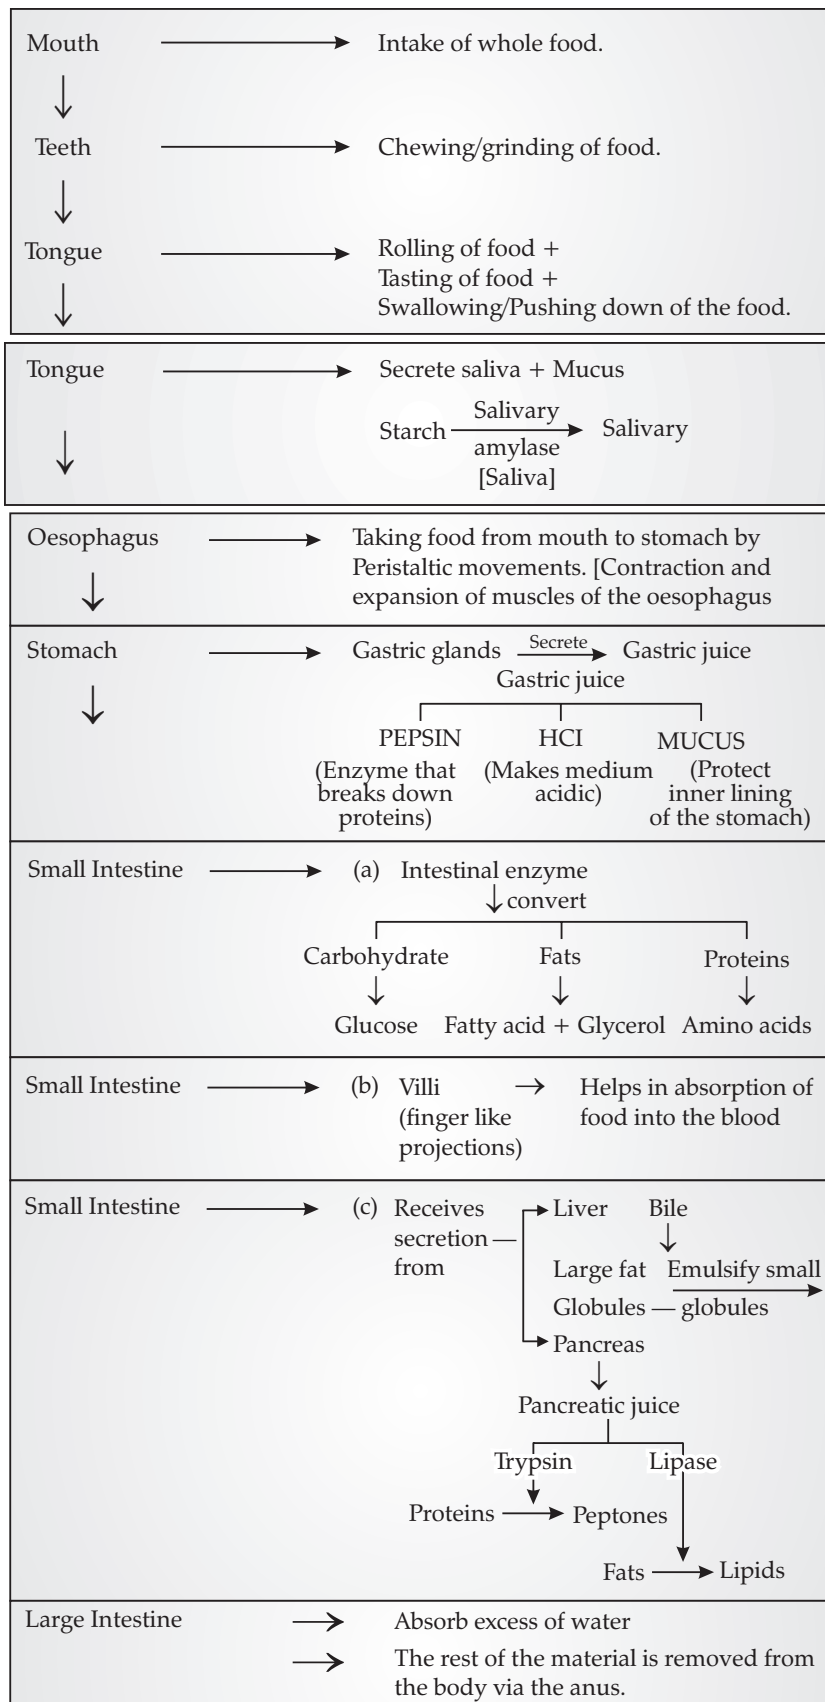 Mouth Intake of whole food.
Teeth Chewing/grinding of food.
Tongue Rolling of food +
Tasting of food +
Swallowing/Pushing down of the food.
Tongue Secrete saliva + Mucus
Salivary
Starch Salivary
amylase
[Saliva]
Oesophagus Taking food from mouth to stomach by
Peristaltic movements. [Contraction and
expansion of muscles of the oesophagus
Stomach Gastric glands Secrete Gastric juice
Gastric juice
PEPSIN HCI MUCUS
(Enzyme that (Makes medium (Protect
breaks down acidic) inner lining
proteins) of the stomach)
Small Intestine (a) Intestinal enzyme
convert
Carbohydrate Fats Proteins
Glucose Fatty acid + Glycerol Amino acids
Small Intestine (b) Villi Helps in absorption of
(finger like food into the blood
projections)
Small Intestine (c) Receives Liver Bile
secretion —
from Large fat Emulsify small
Globules — globules
Pancreas
Pancreatic juice
Trypsin Lipase
Proteins Peptones
Fats Lipids
Large Intestine Absorb excess of water
The rest of the material is removed from
the body via the anus.